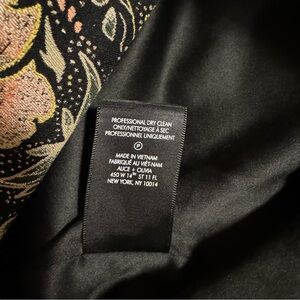 PROFESSIONAL DRY CLEAN
ONLY/NETTOYAGE À SEC
PROFESSIONNEL UNIQUEMENT
P
MADE IN VIETNAM
FABRIQUÉ AU VIÊT-NAM
ALICE + OLIVIA
450 W 14TH ST 11 FL
NEW YORK, NY 10014